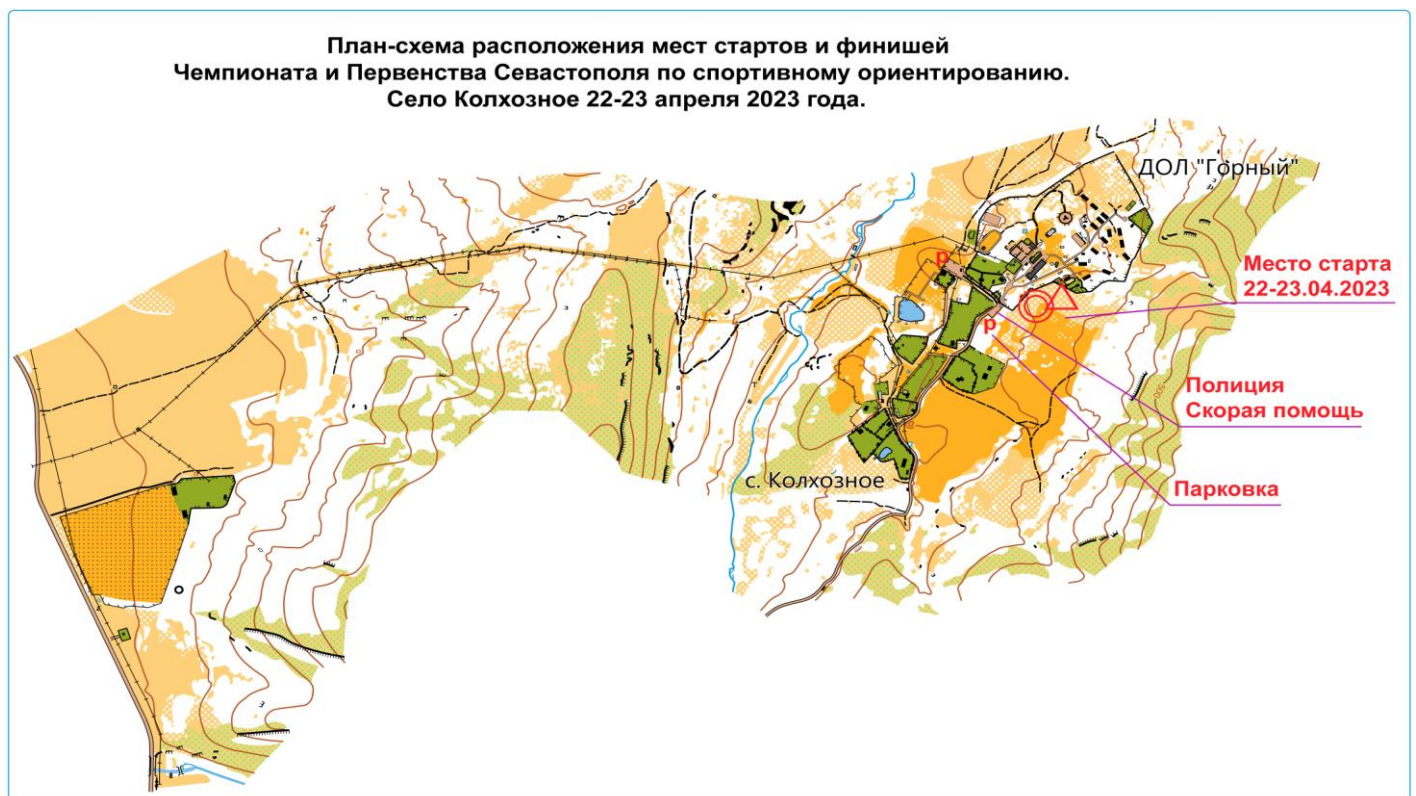 План-схема расположения мест стартов и финишей
Чемпионата и Первенства Севастополя по спортивному ориентированию.
Село Колхозное 22-23 апреля 2023 года.
ДОЛ "Горный"
Место старта
22-23.04.2023
р
р
Полиция
Скорая помощь
500
с. Колхозное
Парковка